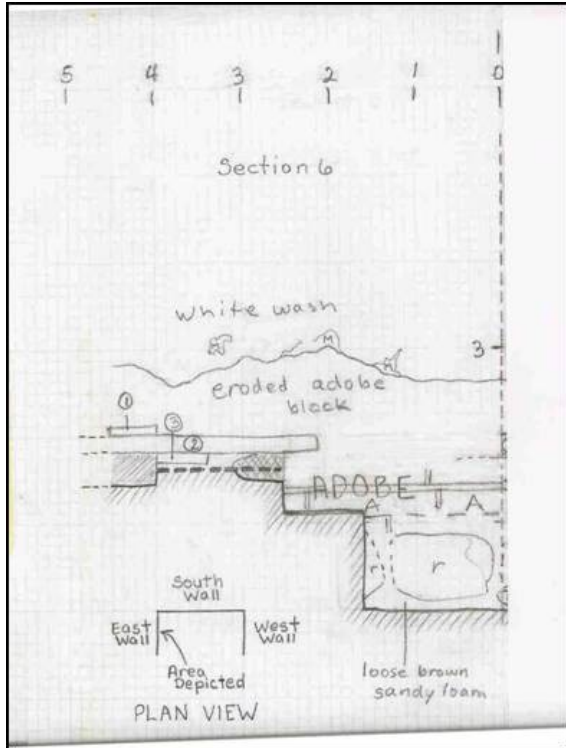 5 4 3 2 1 0
Section 6
White wash
M
3
M
eroded adobe
block
①
③
②
ADOBE
A
A
r
r
South
Wall
East
Wall
West
Wall
Area
Depicted
PLAN VIEW
loose brown
sandy loam